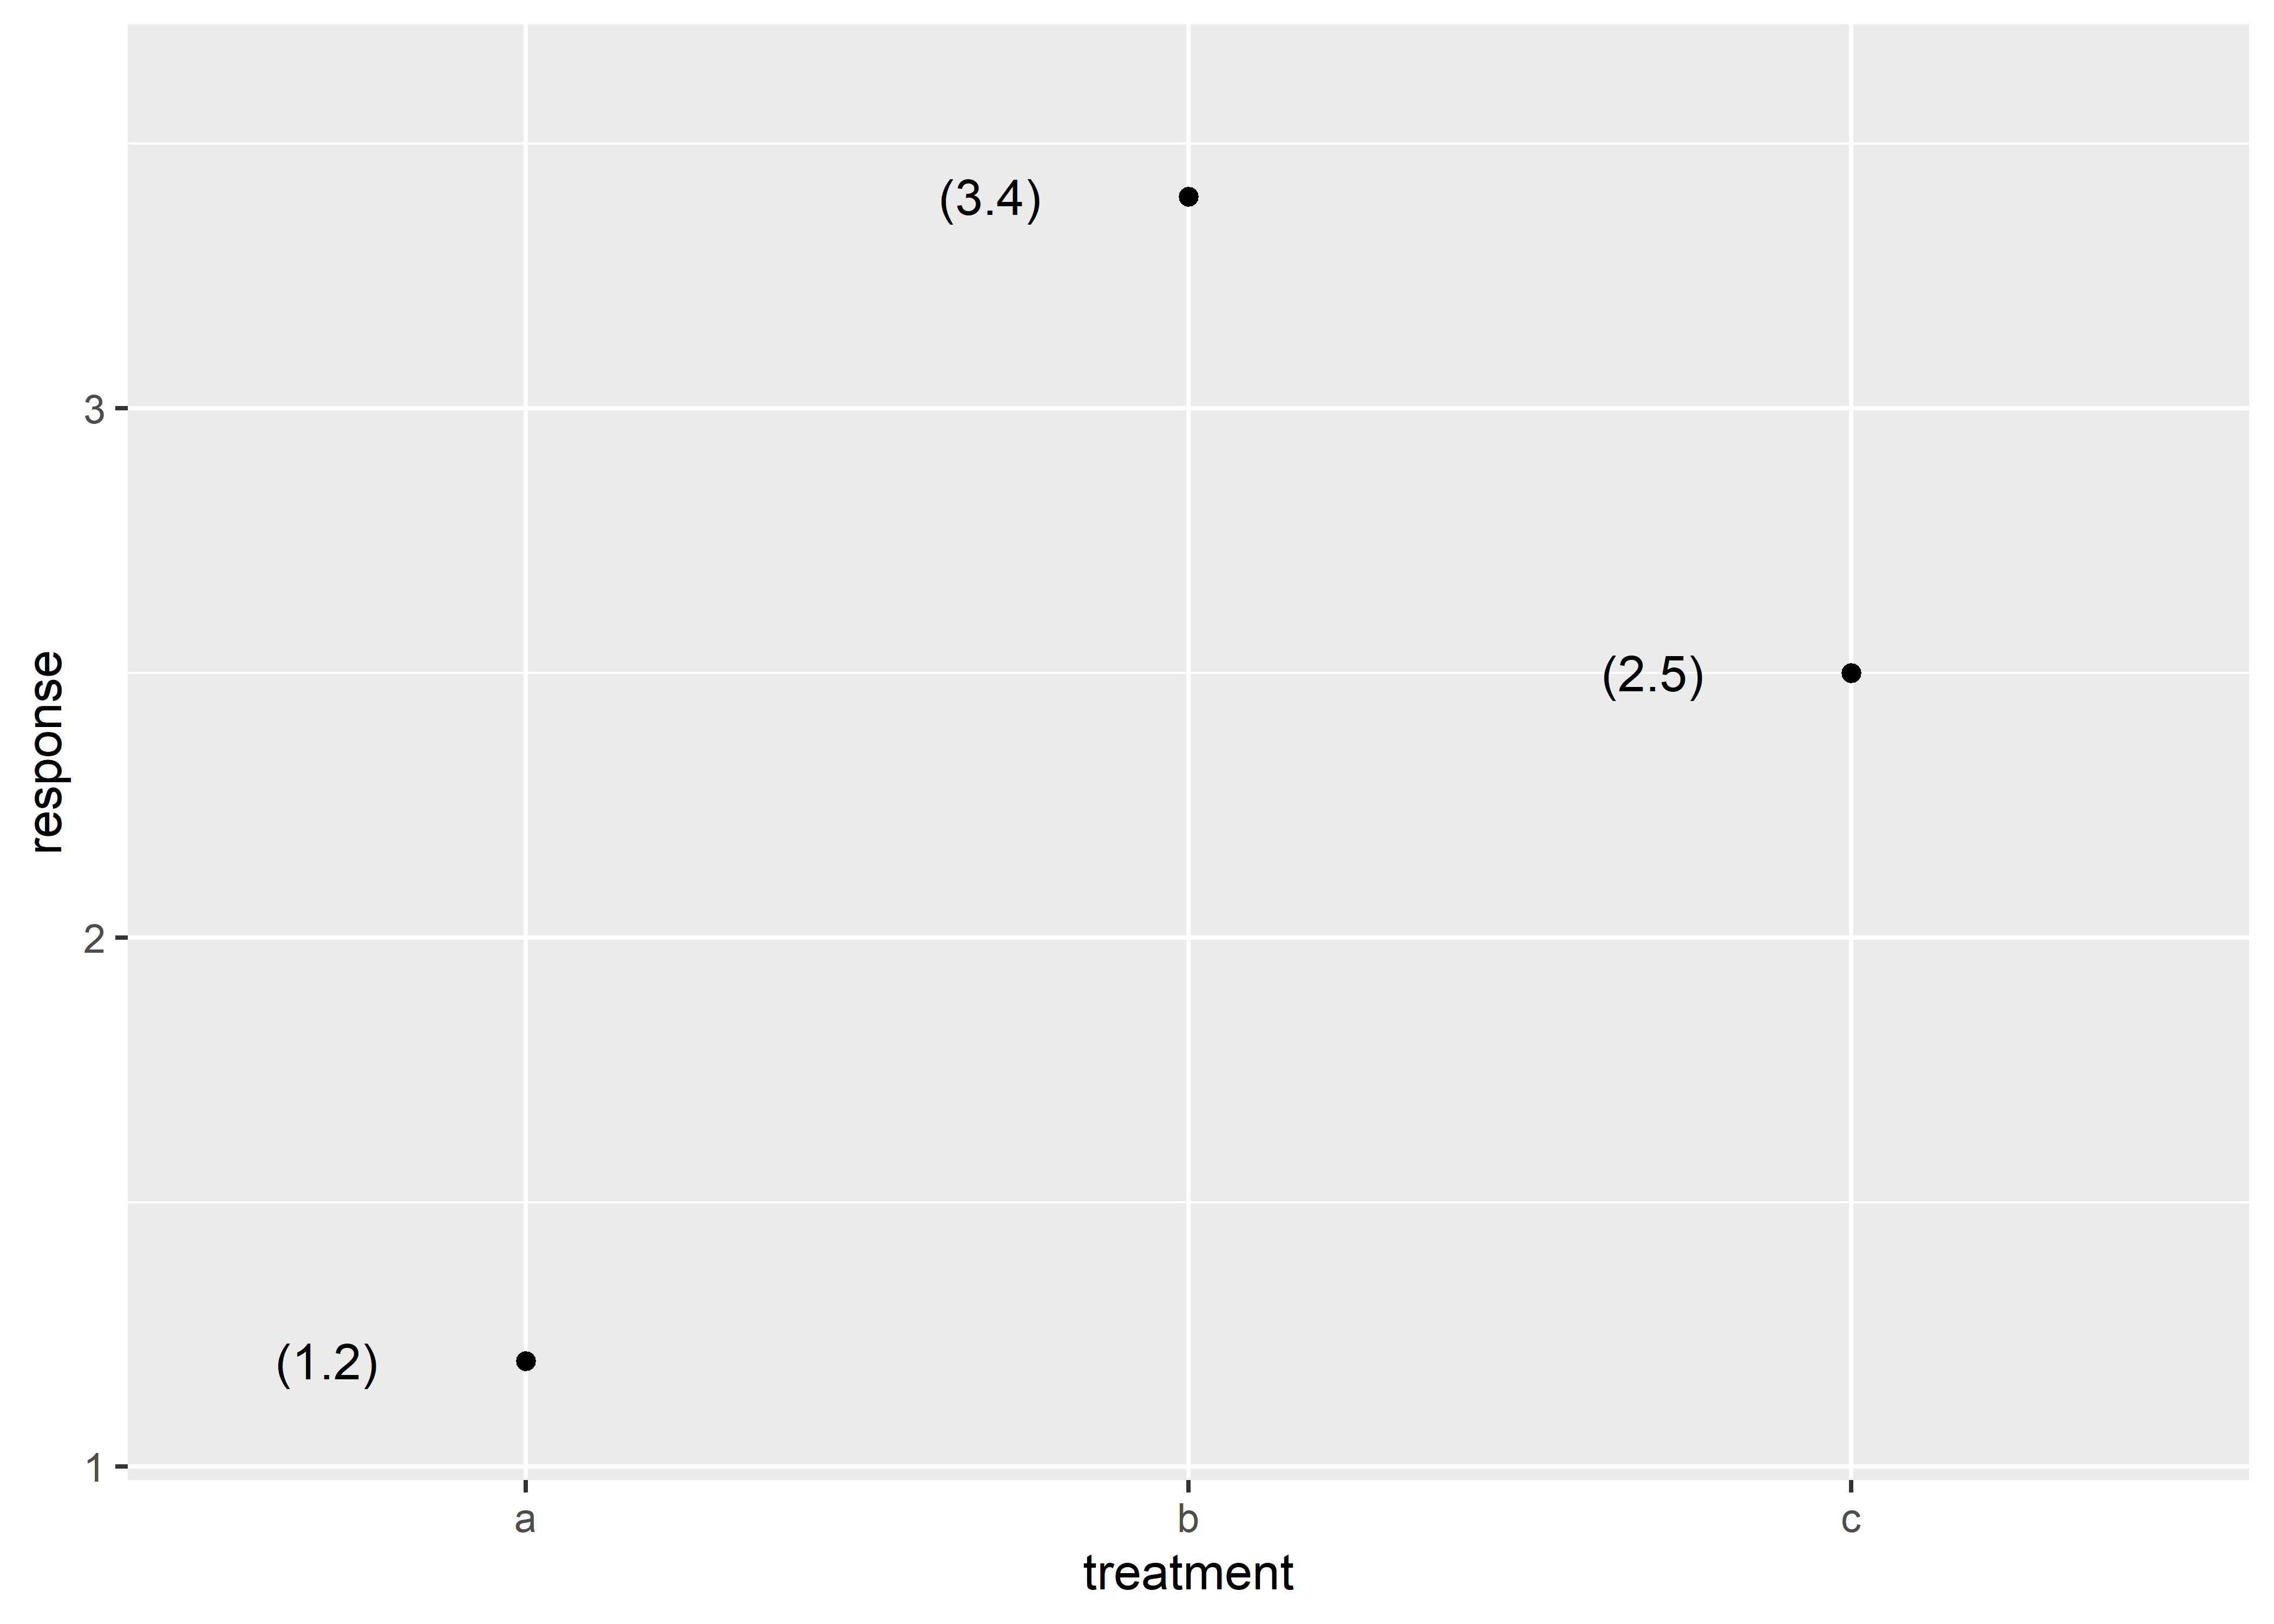 (3.4)
3
(2.5)
response
2
(1.2)
1
a b c
treatment